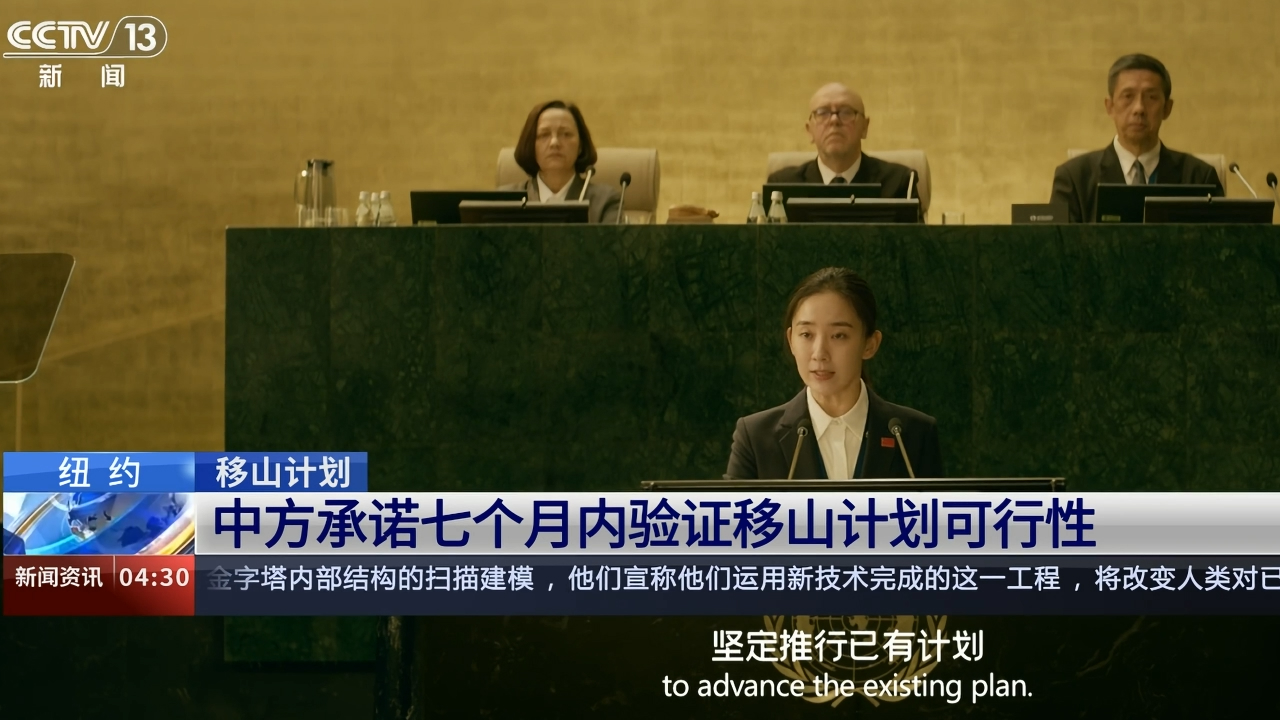 CCTV 13
新闻
纽约
移山计划
中方承诺七个月内验证移山计划可行性
新闻资讯 04:30
金字塔内部结构的扫描建模，他们宣称他们运用新技术完成的这一工程，将改变人类对已
坚定推行已有计划
to advance the existing plan.